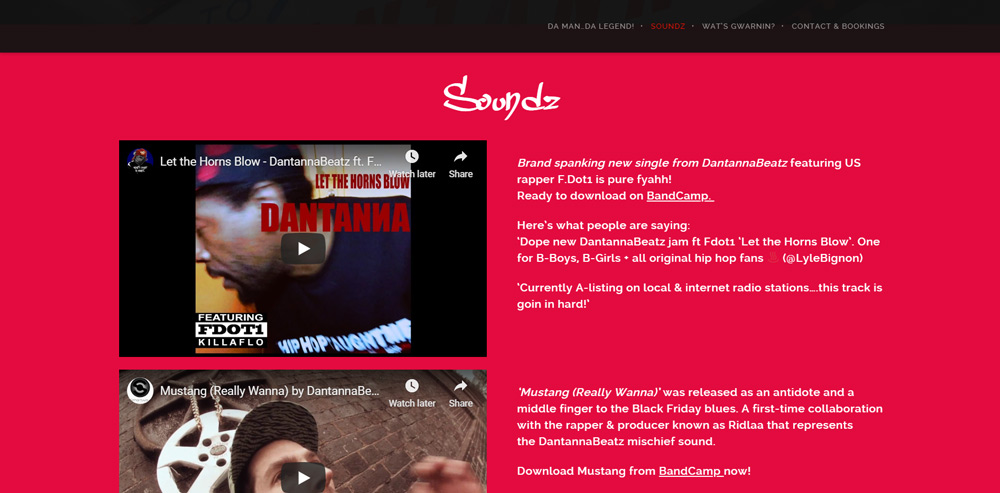 DA MAN..DA LEGEND! • SOUNDZ • WAT'S GWARNIN? • CONTACT & BOOKINGS
Soundz
Let the Horns Blow - DantannaBeatz ft. F...
Watch later
Share
LET THE HORNS BLOW
DANTANNA
FEATURING
FDOT1
KILLAFLO
HIP HOP TAUGHT ME
Brand spanking new single from DantannaBeatz featuring US
rapper F.Dot1 is pure fyahh!
Ready to download on BandCamp.
Here's what people are saying:
'Dope new DantannaBeatz jam ft Fdot1 'Let the Horns Blow'. One
for B-Boys, B-Girls + all original hip hop fans (@LyleBignon)
'Currently A-listing on local & internet radio stations….this track is
goin in hard!'
Mustang (Really Wanna) by DantannaBe...
Watch later
Share
'Mustang (Really Wanna)' was released as an antidote and a
middle finger to the Black Friday blues. A first-time collaboration
with the rapper & producer known as Ridlaa that represents
the DantannaBeatz mischief sound.
Download Mustang from BandCamp now!